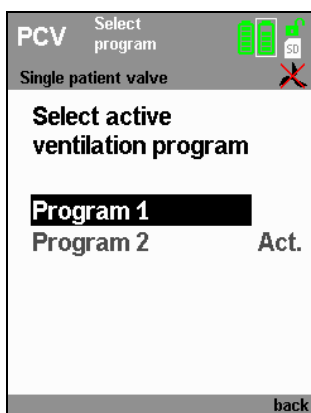 PCV Select
program
SD
Single patient valve
Select active
ventilation program
Program 1
Program 2 Act.
back